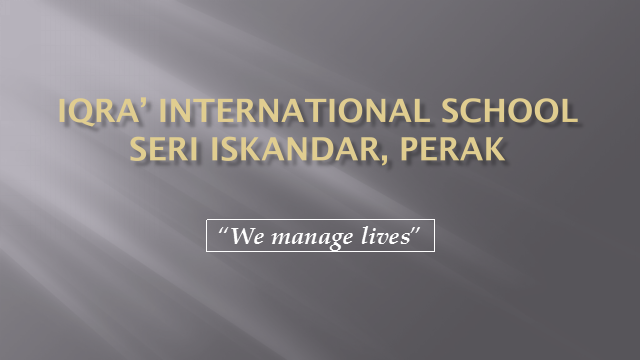 IQRA’ INTERNATIONAL SCHOOL
SERI ISKANDAR, PERAK
“We manage lives”